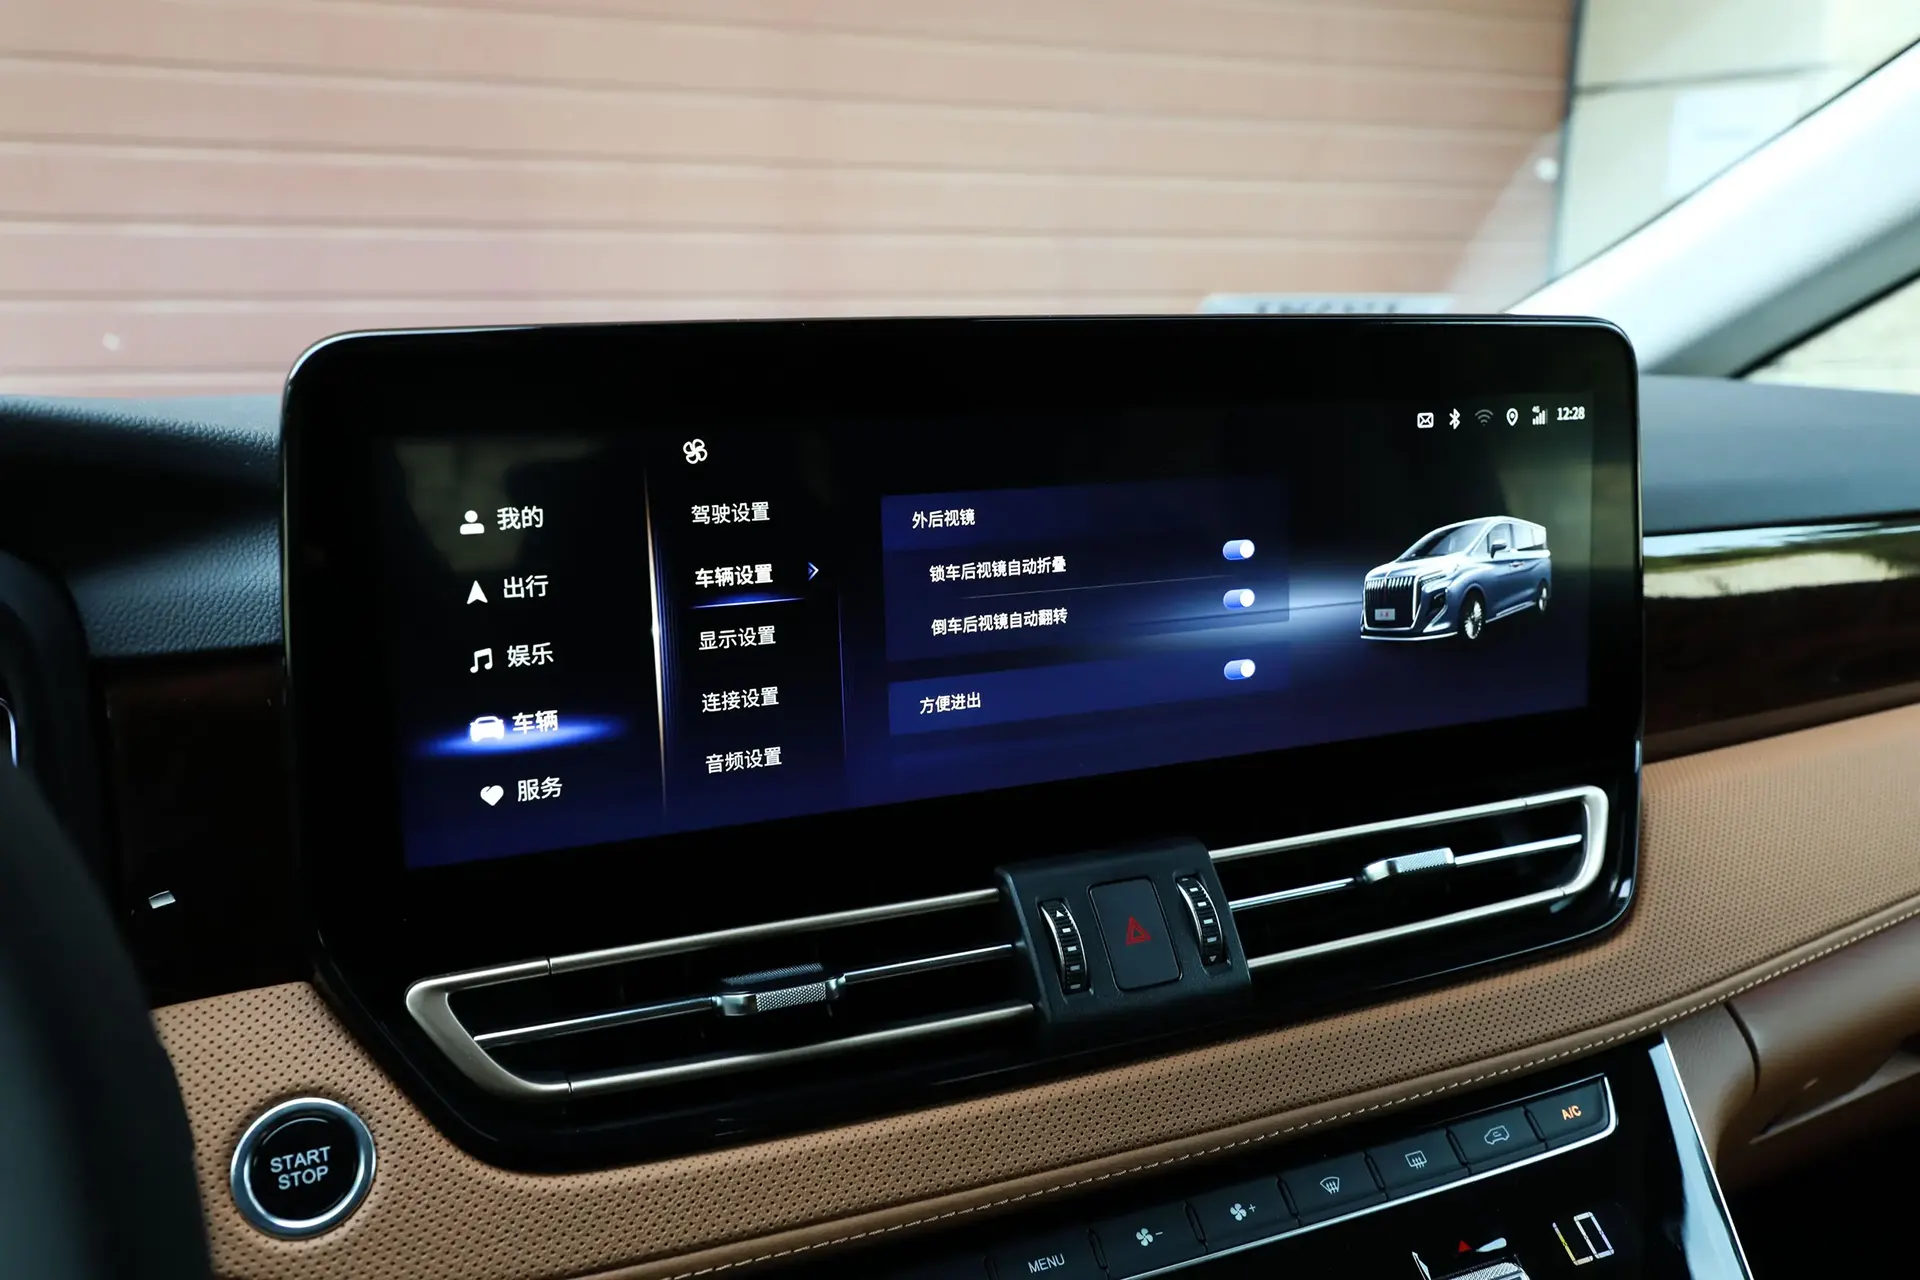 12:28
我的
出行
娱乐
车辆
服务
驾驶设置
车辆设置
显示设置
连接设置
音频设置
外后视镜
锁车后视镜自动折叠
倒车后视镜自动翻转
方便进出
START
STOP
MENU
A/C
LO